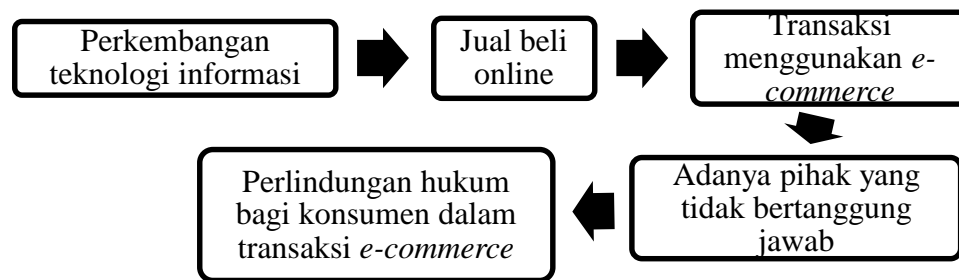 Perkembangan
teknologi informasi
Jual beli
online
Transaksi
menggunakan e-
commerce
Adanya pihak yang
tidak bertanggung
jawab
Perlindungan hukum
bagi konsumen dalam
transaksi e-commerce